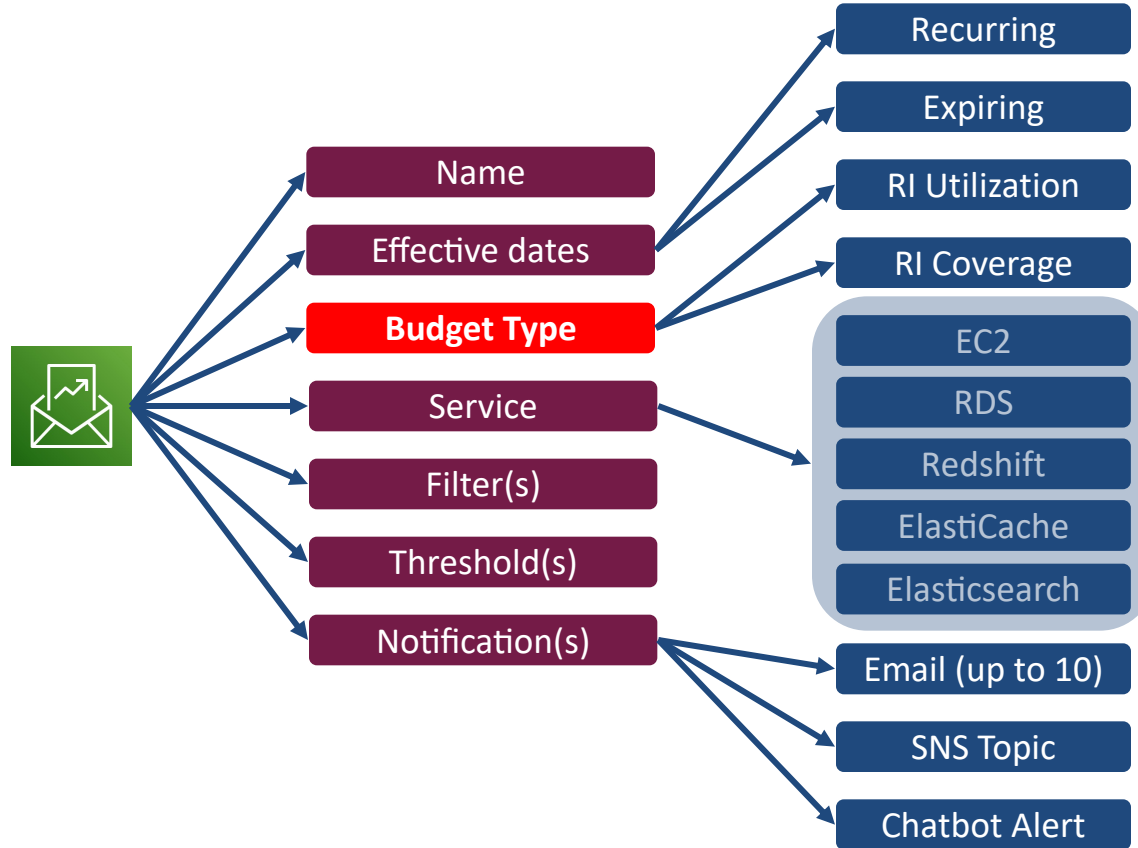 Name
Effective dates
Budget Type
Service
Filter(s)
Threshold(s)
Notification(s)
Recurring
Expiring
RI Utilization
RI Coverage
EC2
RDS
Redshift
ElastiCache
Elasticsearch
Email (up to 10)
SNS Topic
Chatbot Alert